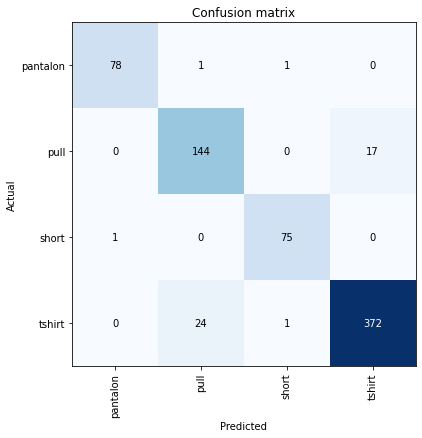 Confusion matrix
Actual
pantalon 78 1 1 0
pull 0 144 0 17
short 1 0 75 0
tshirt 0 24 1 372
pantalon pull short tshirt
Predicted